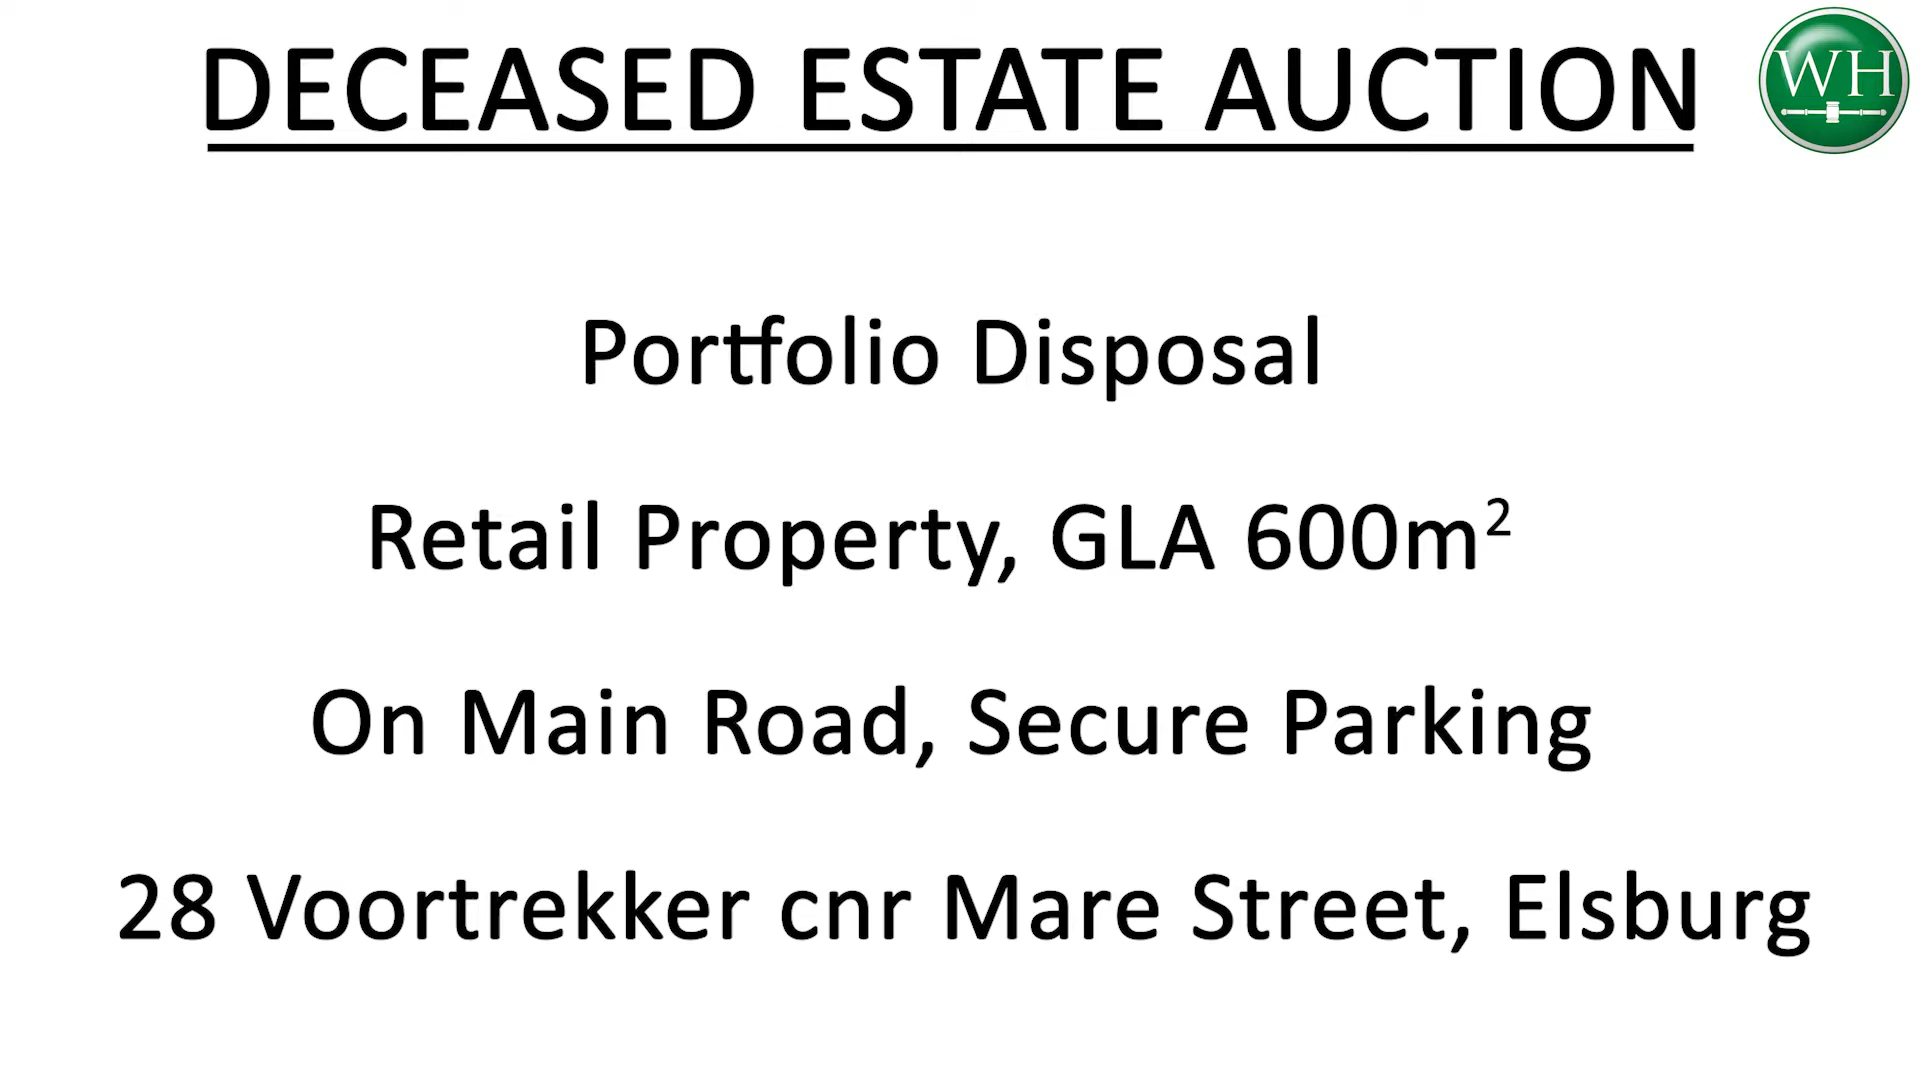 DECEASED ESTATE AUCTION
WH
Portfolio Disposal
Retail Property, GLA 600m²
On Main Road, Secure Parking
28 Voortrekker cnr Mare Street, Elsburg